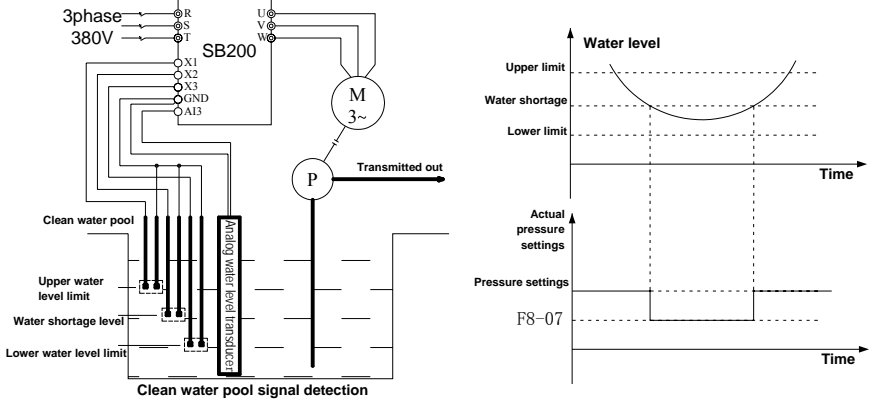 3phase
380V
R
S
T
SB200
U
V
W
X1
X2
X3
GND
AI3
M
3~
P
Transmitted out
Clean water pool
Analog water level transducer
Upper water
level limit
Water shortage level
Lower water level limit
Clean water pool signal detection
Water level
Upper limit
Water shortage
Lower limit
Time
Actual
pressure
settings
Pressure settings
F8-07
Time